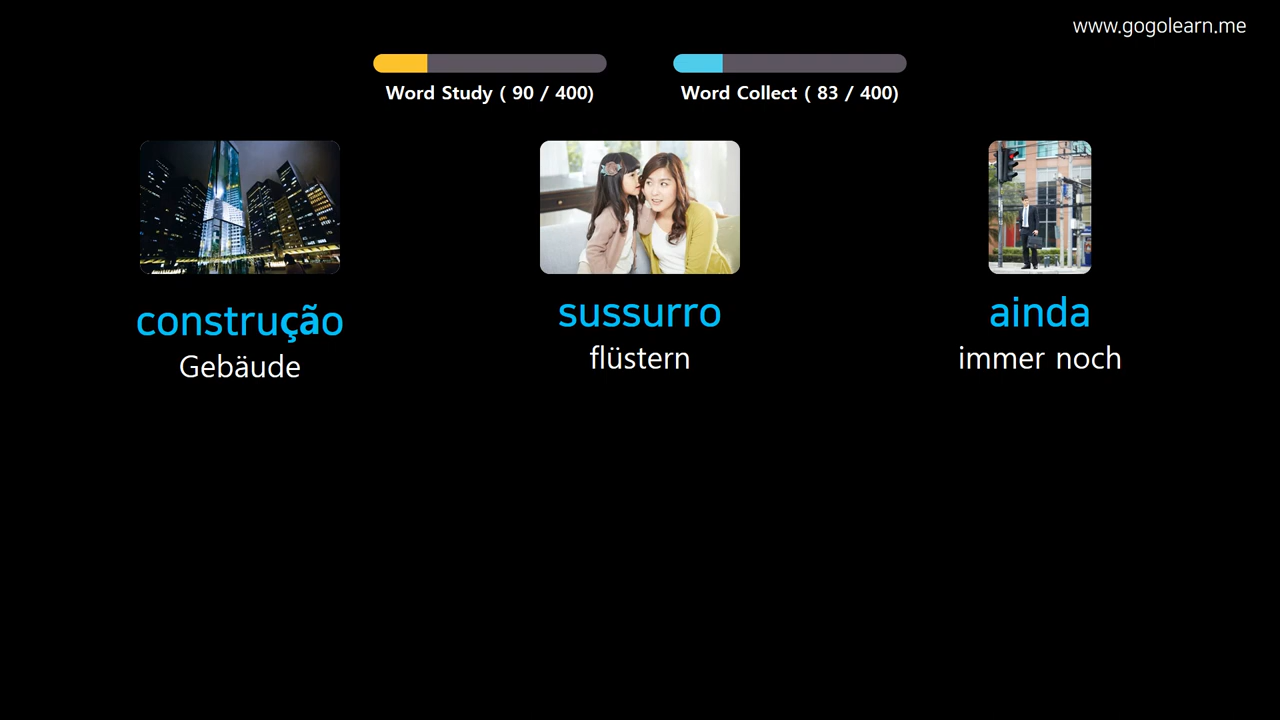 www.gogolearn.me
Word Study ( 90 / 400)
Word Collect ( 83 / 400)
construção
Gebäude
sussurro
flüstern
ainda
immer noch